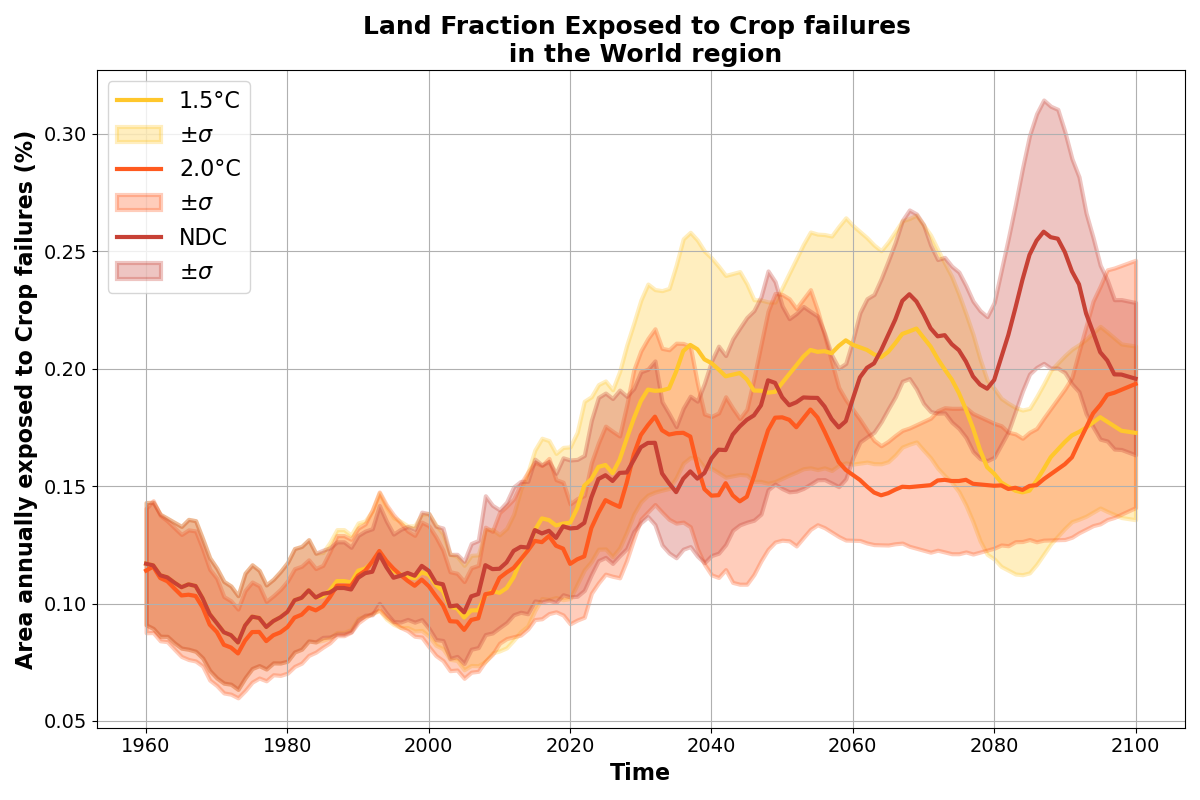 Land Fraction Exposed to Crop failures
in the World region
1.5°C
±σ
2.0°C
±σ
NDC
±σ
Area annually exposed to Crop failures (%)
0.30
0.25
0.20
0.15
0.10
0.05
1960 1980 2000 2020 2040 2060 2080 2100
Time